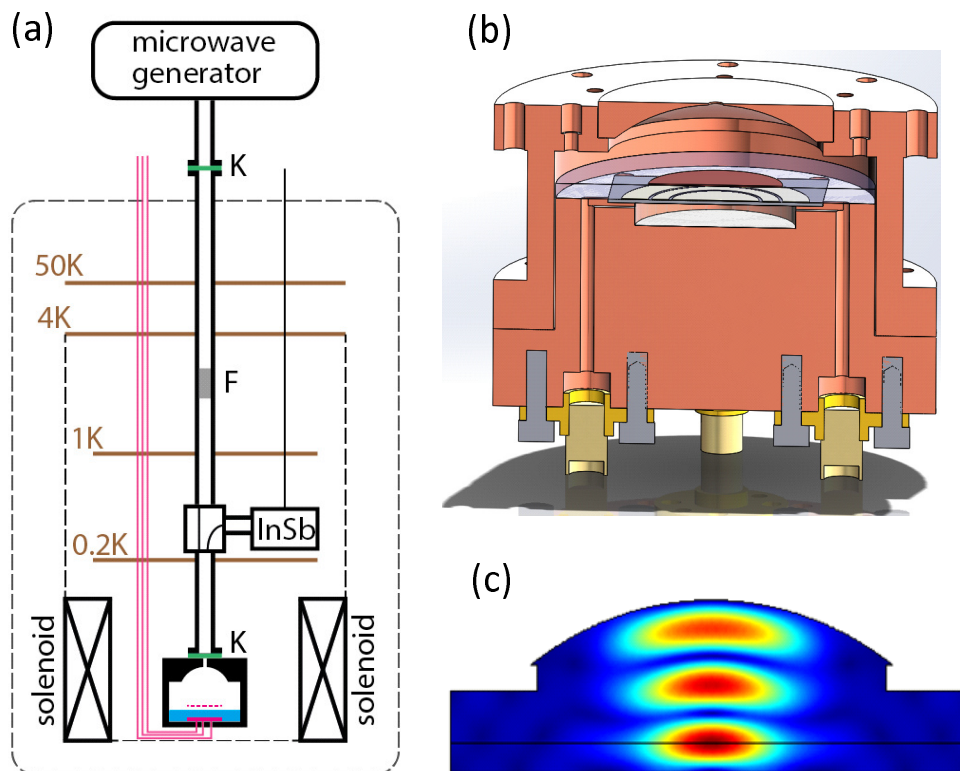 (a)
microwave
generator
K
50K
4K
F
1K
InSb
0.2K
K
solenoid
solenoid
(b)
(c)